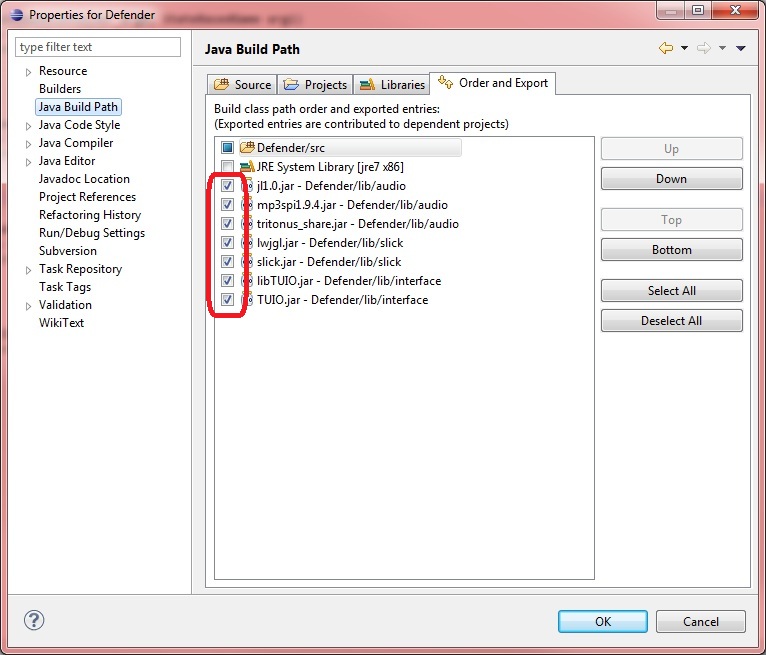 Properties for Defender
type filter text
Resource
Builders
Java Build Path
Java Code Style
Java Compiler
Java Editor
Javadoc Location
Project References
Refactoring History
Run/Debug Settings
Subversion
Task Repository
Task Tags
Validation
WikiText
Java Build Path
Source
Projects
Libraries
Order and Export
Build class path order and exported entries:
(Exported entries are contributed to dependent projects)
Defender/src
JRE System Library [jre7 x86]
jl1.0.jar - Defender/lib/audio
mp3spi1.9.4.jar - Defender/lib/audio
tritonus_share.jar - Defender/lib/audio
lwjgl.jar - Defender/lib/slick
slick.jar - Defender/lib/slick
libTUIO.jar - Defender/lib/interface
TUIO.jar - Defender/lib/interface
Up
Down
Top
Bottom
Select All
Deselect All
OK
Cancel